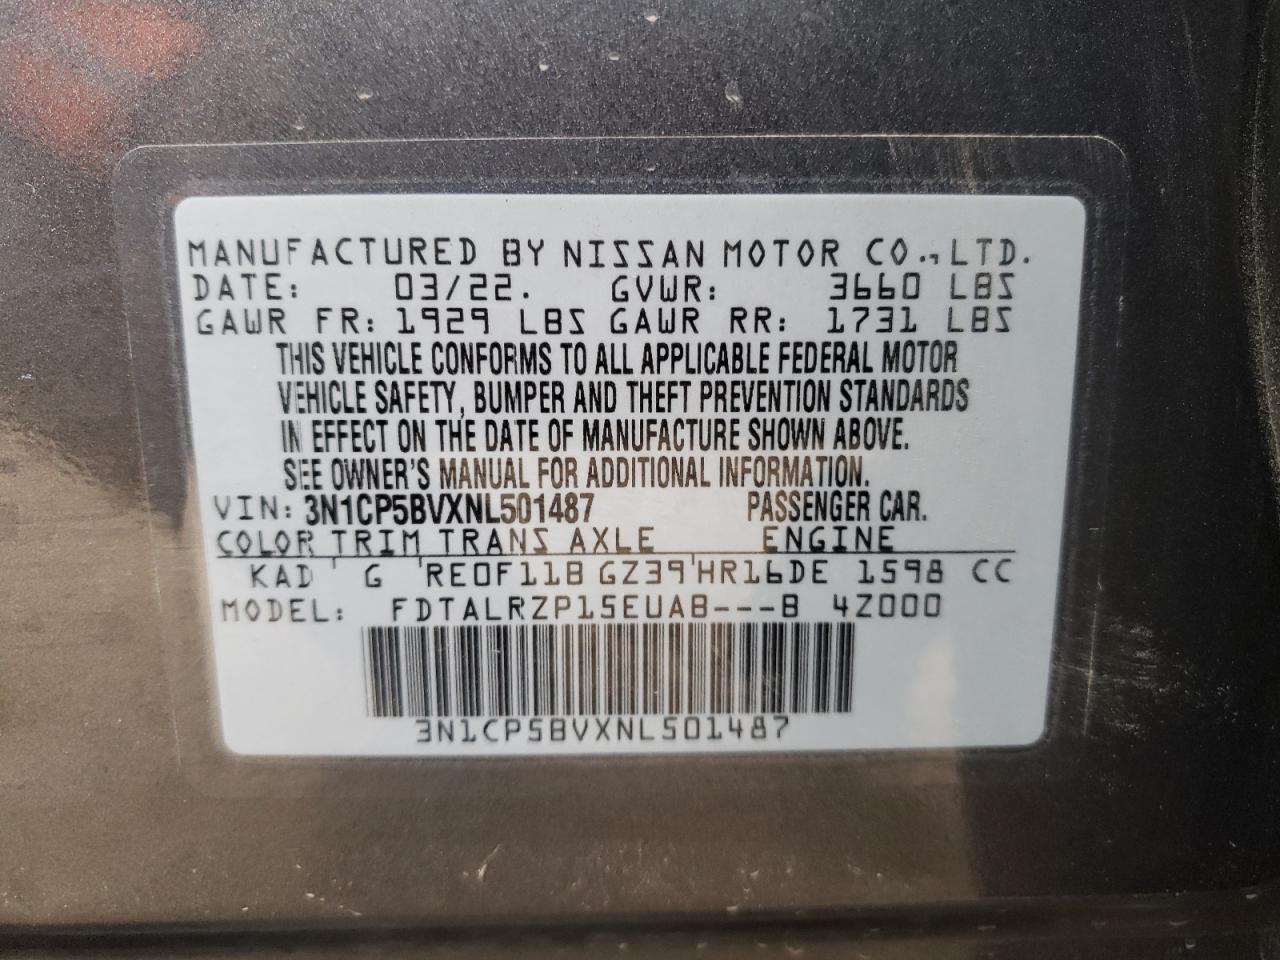 MANUFACTURED BY NISSAN MOTOR CO., LTD.
DATE: 03/22. GVWR: 3660 LBS
GAWR FR: 1929 LBS GAWR RR: 1731 LBS
THIS VEHICLE CONFORMS TO ALL APPLICABLE FEDERAL MOTOR
VEHICLE SAFETY, BUMPER AND THEFT PREVENTION STANDARDS
IN EFFECT ON THE DATE OF MANUFACTURE SHOWN ABOVE.
SEE OWNER'S MANUAL FOR ADDITIONAL INFORMATION.
VIN: 3N1CP5BVXNL501487 PASSENGER CAR.
COLOR TRIM TRANS AXLE ENGINE
KAD G RE0F11B GZ39 HR16DE 1598 CC
MODEL: FDTALRZP15EUAB---B 4Z000
3N1CP5BVXNL501487